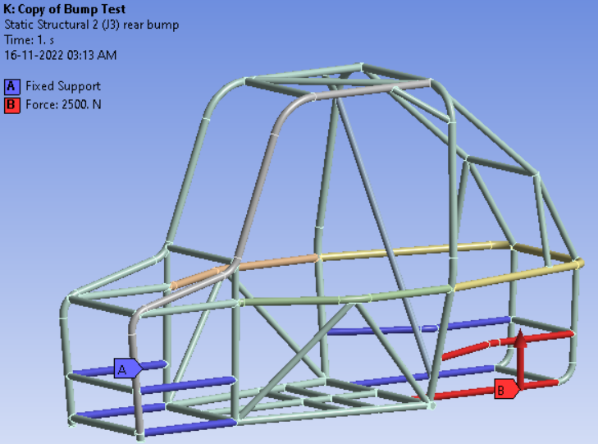 K: Copy of Bump Test
Static Structural 2 (J3) rear bump
Time: 1. s
16-11-2022 03:13 AM
A Fixed Support
B Force: 2500. N
A
B